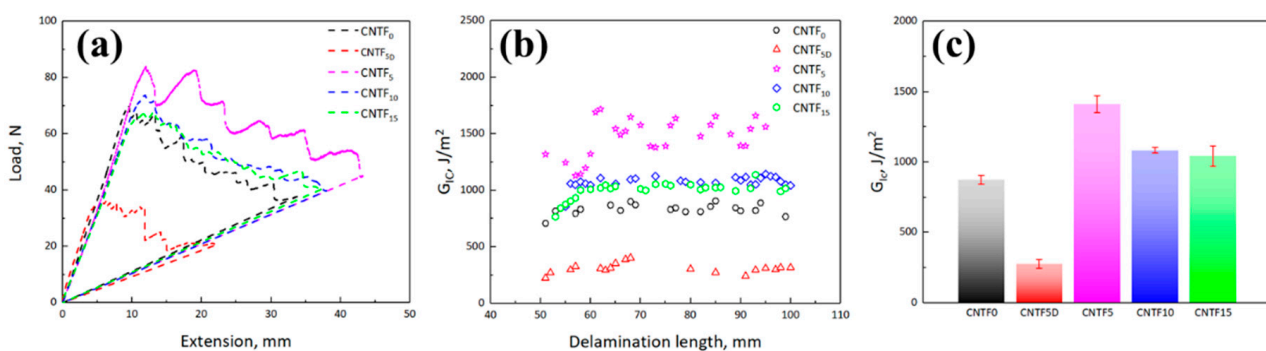 (a)
CNTF₀
CNTF₅D
CNTF₅
CNTF₁₀
CNTF₁₅
Load, N
100
80
60
40
20
0
0 10 20 30 40 50
Extension, mm
(b)
CNTF₀
CNTF₅D
CNTF₅
CNTF₁₀
CNTF₁₅
G_Ic, J/m²
2500
2000
1500
1000
500
0
40 50 60 70 80 90 100 110
Delamination length, mm
(c)
G_Ic, J/m²
2000
1500
1000
500
0
CNTF0 CNTF5D CNTF5 CNTF10 CNTF15